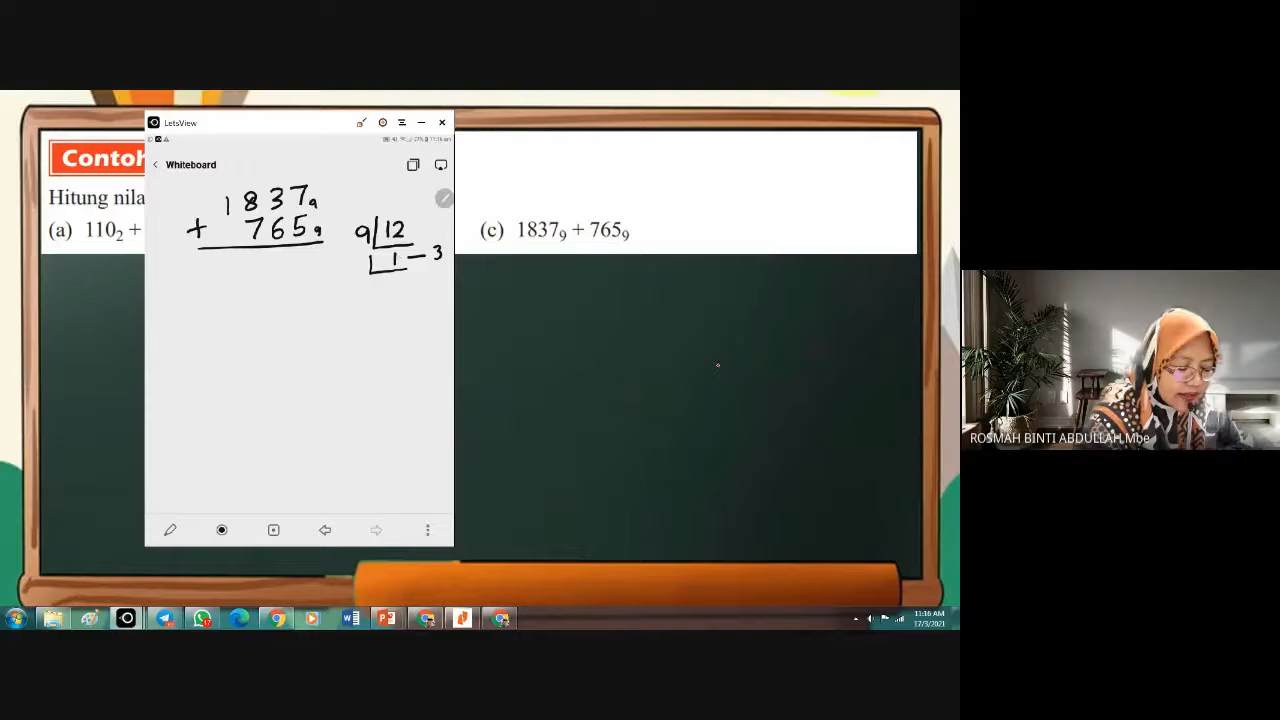 LetsView
Whiteboard
1837₉
+ 765₉
9 12
1 — 3
Contoh
Hitung nila
(a) 110₂ +
(c) 1837₉ + 765₉
ROSMAH BINTI ABDULLAH Mbe
11:16 AM
17/3/2021